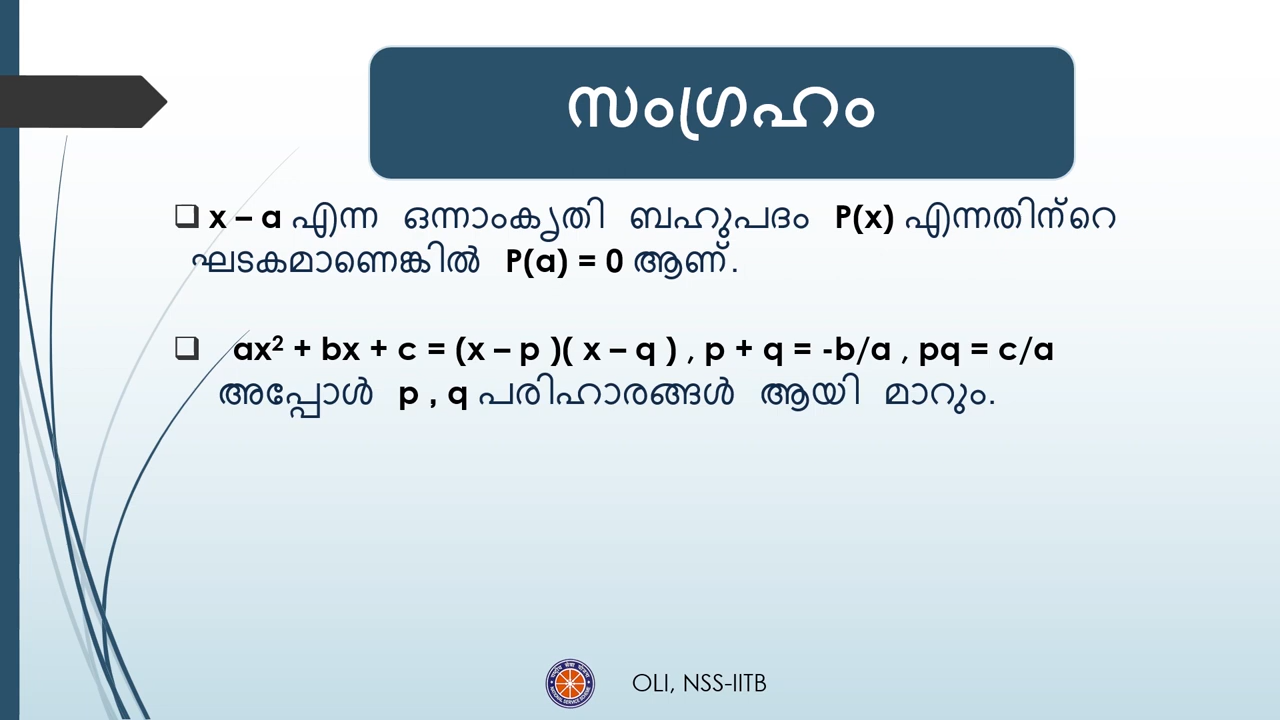 സംഗ്രഹം
x – a എന്ന ഒന്നാംകൃതി ബഹുപദം P(x) എന്നതിന്റെ
ഘടകമാണെങ്കിൽ P(a) = 0 ആണ്.
ax² + bx + c = (x – p )( x – q ) , p + q = -b/a , pq = c/a
അപ്പോൾ p , q പരിഹാരങ്ങൾ ആയി മാറും.
OLI, NSS-IITB